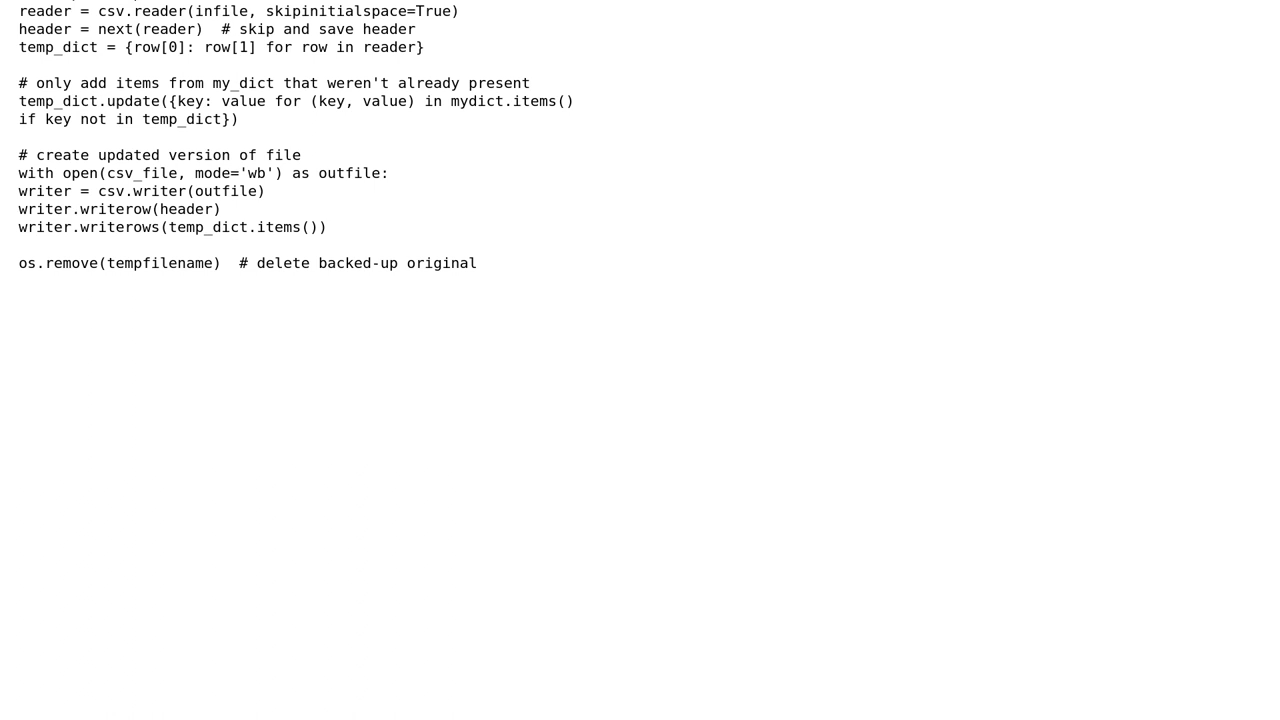 reader = csv.reader(infile, skipinitialspace=True)
header = next(reader)  # skip and save header
temp_dict = {row[0]: row[1] for row in reader}

# only add items from my_dict that weren't already present
temp_dict.update({key: value for (key, value) in mydict.items()
if key not in temp_dict})

# create updated version of file
with open(csv_file, mode='wb') as outfile:
writer = csv.writer(outfile)
writer.writerow(header)
writer.writerows(temp_dict.items())

os.remove(tempfilename)  # delete backed-up original